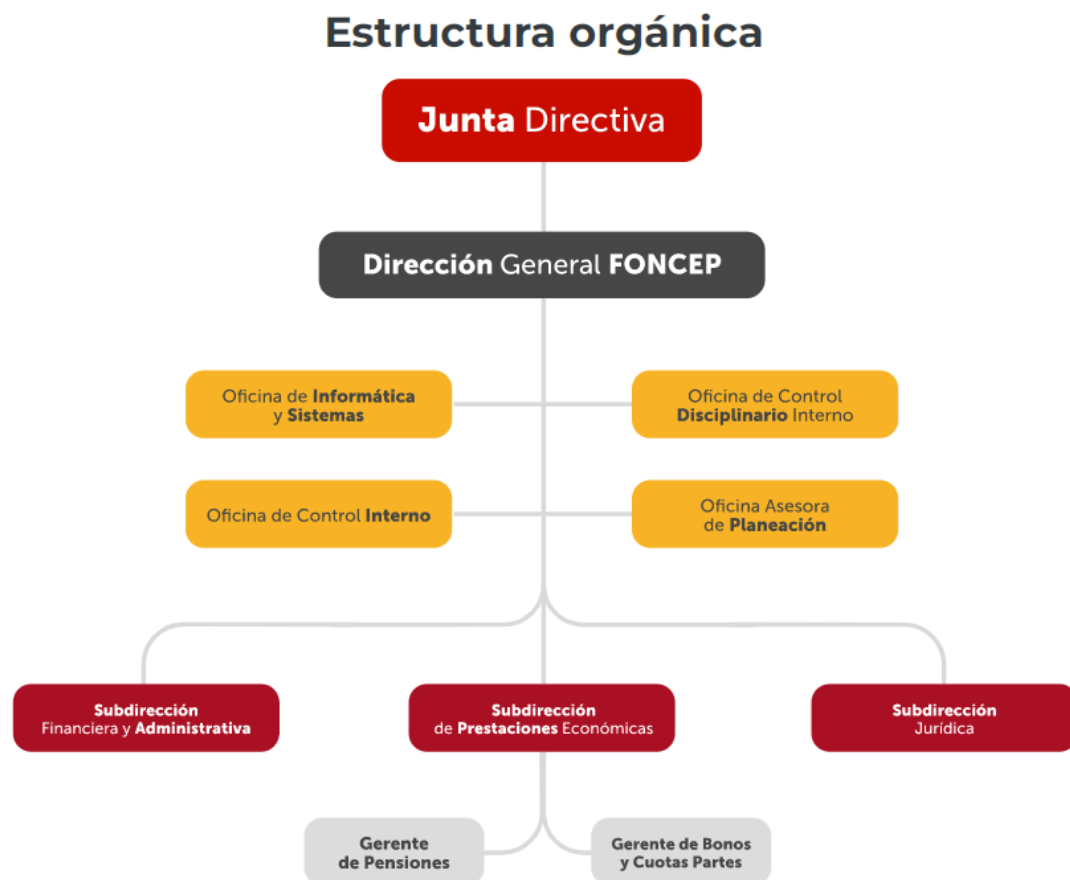 Estructura orgánica
Junta Directiva
Dirección General FONCEP
Oficina de Informática
y Sistemas
Oficina de Control
Disciplinario Interno
Oficina de Control Interno
Oficina Asesora
de Planeación
Subdirección
Financiera y Administrativa
Subdirección
de Prestaciones Económicas
Subdirección
Jurídica
Gerente
de Pensiones
Gerente de Bonos
y Cuotas Partes